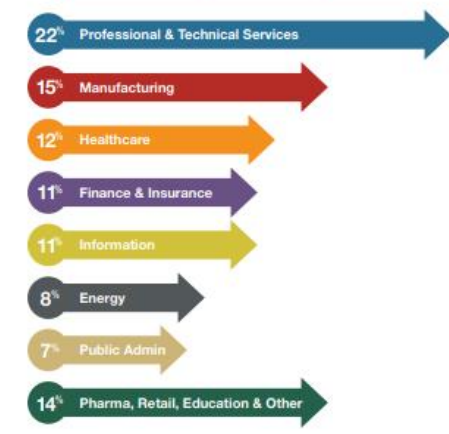 22% Professional & Technical Services
15% Manufacturing
12% Healthcare
11% Finance & Insurance
11% Information
8% Energy
7% Public Admin
14% Pharma, Retail, Education & Other